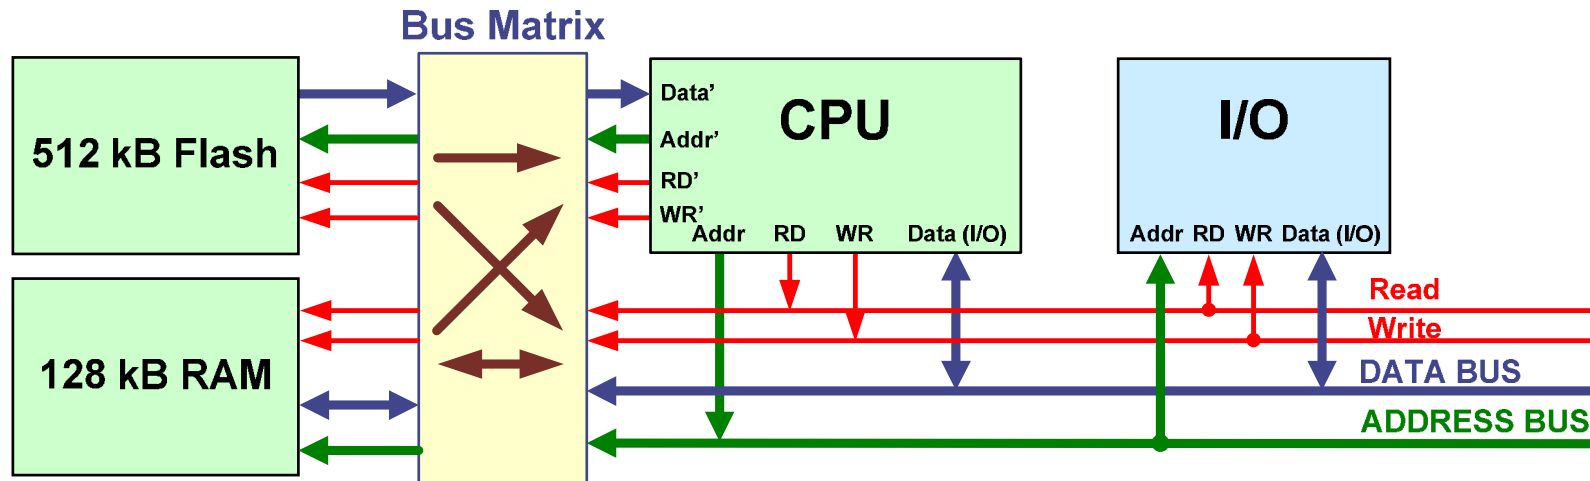 Bus Matrix
512 kB Flash
128 kB RAM
CPU
Data’
Addr’
RD’
WR’
Addr RD WR Data (I/O)
I/O
Addr RD WR Data (I/O)
Read
Write
DATA BUS
ADDRESS BUS